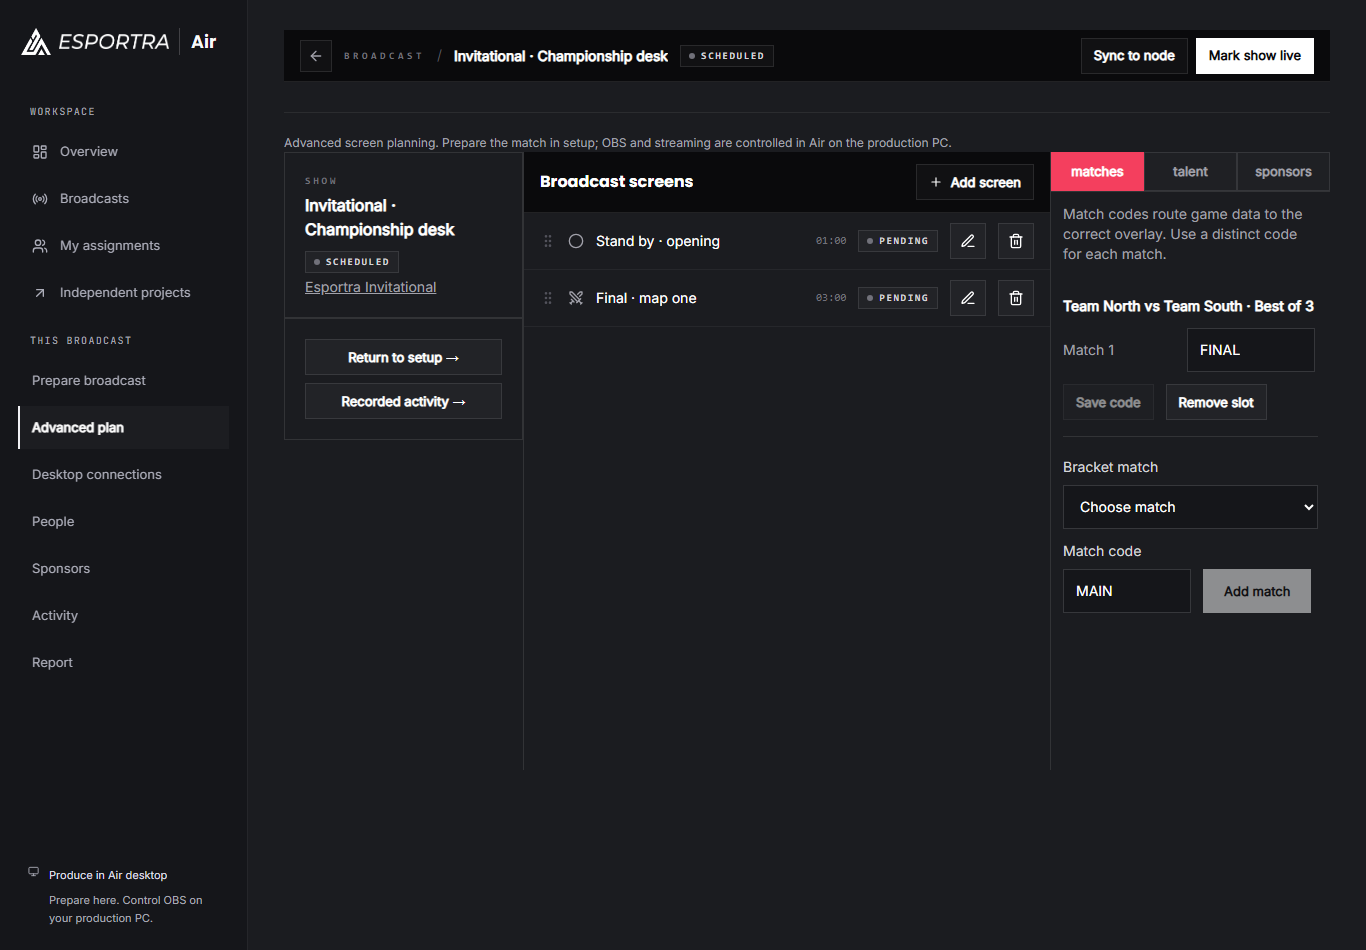 ESPORTRA Air
WORKSPACE
Overview
Broadcasts
My assignments
Independent projects
THIS BROADCAST
Prepare broadcast
Advanced plan
Desktop connections
People
Sponsors
Activity
Report
Produce in Air desktop
Prepare here. Control OBS on
your production PC.
BROADCAST / Invitational · Championship desk SCHEDULED
Sync to node
Mark show live
Advanced screen planning. Prepare the match in setup; OBS and streaming are controlled in Air on the production PC.
SHOW
Invitational ·
Championship desk
SCHEDULED
Esportra Invitational
Return to setup →
Recorded activity →
Broadcast screens
+ Add screen
Stand by · opening 01:00 PENDING
Final · map one 03:00 PENDING
matches talent sponsors
Match codes route game data to the
correct overlay. Use a distinct code
for each match.
Team North vs Team South · Best of 3
Match 1 FINAL
Save code Remove slot
Bracket match
Choose match
Match code
MAIN Add match